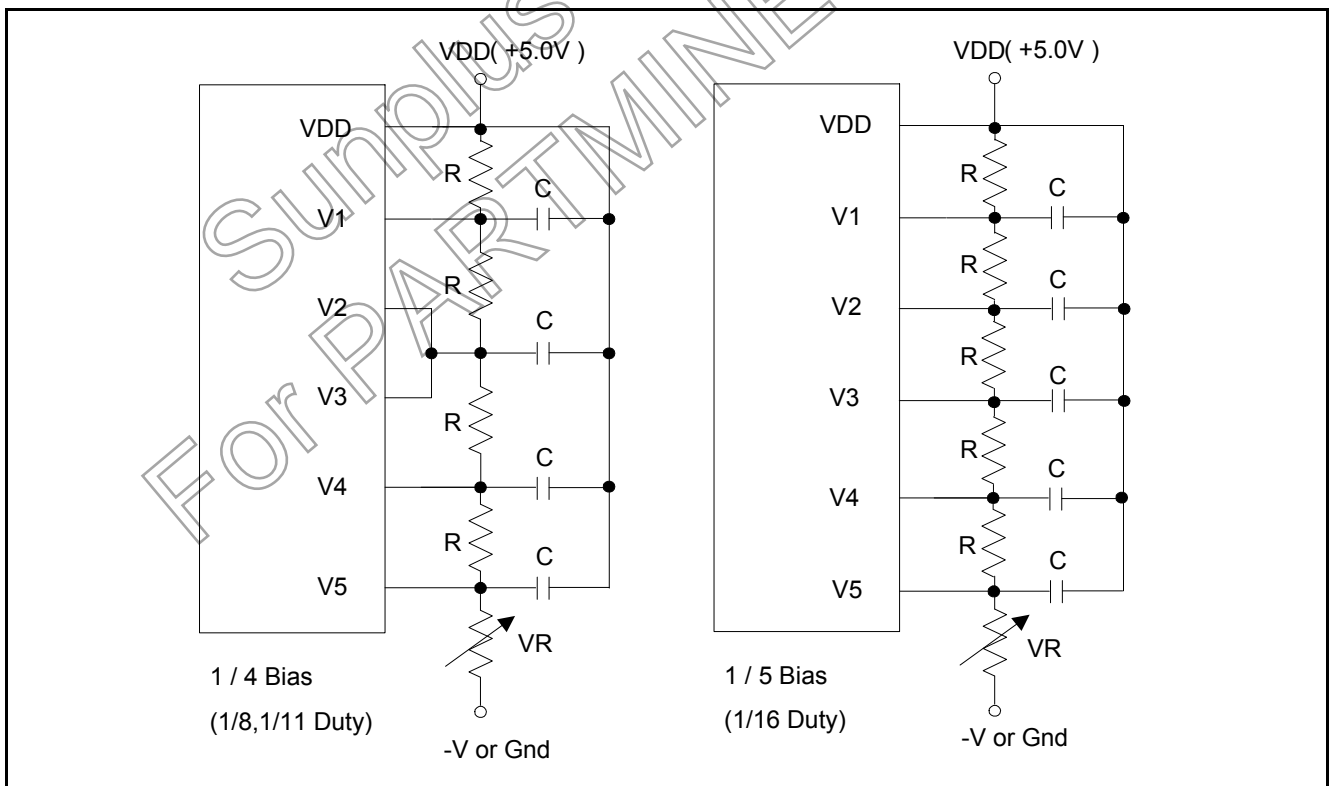 VDD( +5.0V )
VDD
R
C
V1
R
V2
C
V3
R
V4
C
R
C
V5
VR
1 / 4 Bias
(1/8,1/11 Duty)
-V or Gnd
VDD( +5.0V )
VDD
R
C
V1
R
C
V2
R
C
V3
R
C
V4
R
C
V5
VR
1 / 5 Bias
(1/16 Duty)
-V or Gnd
Sunplus
For PARTMINE